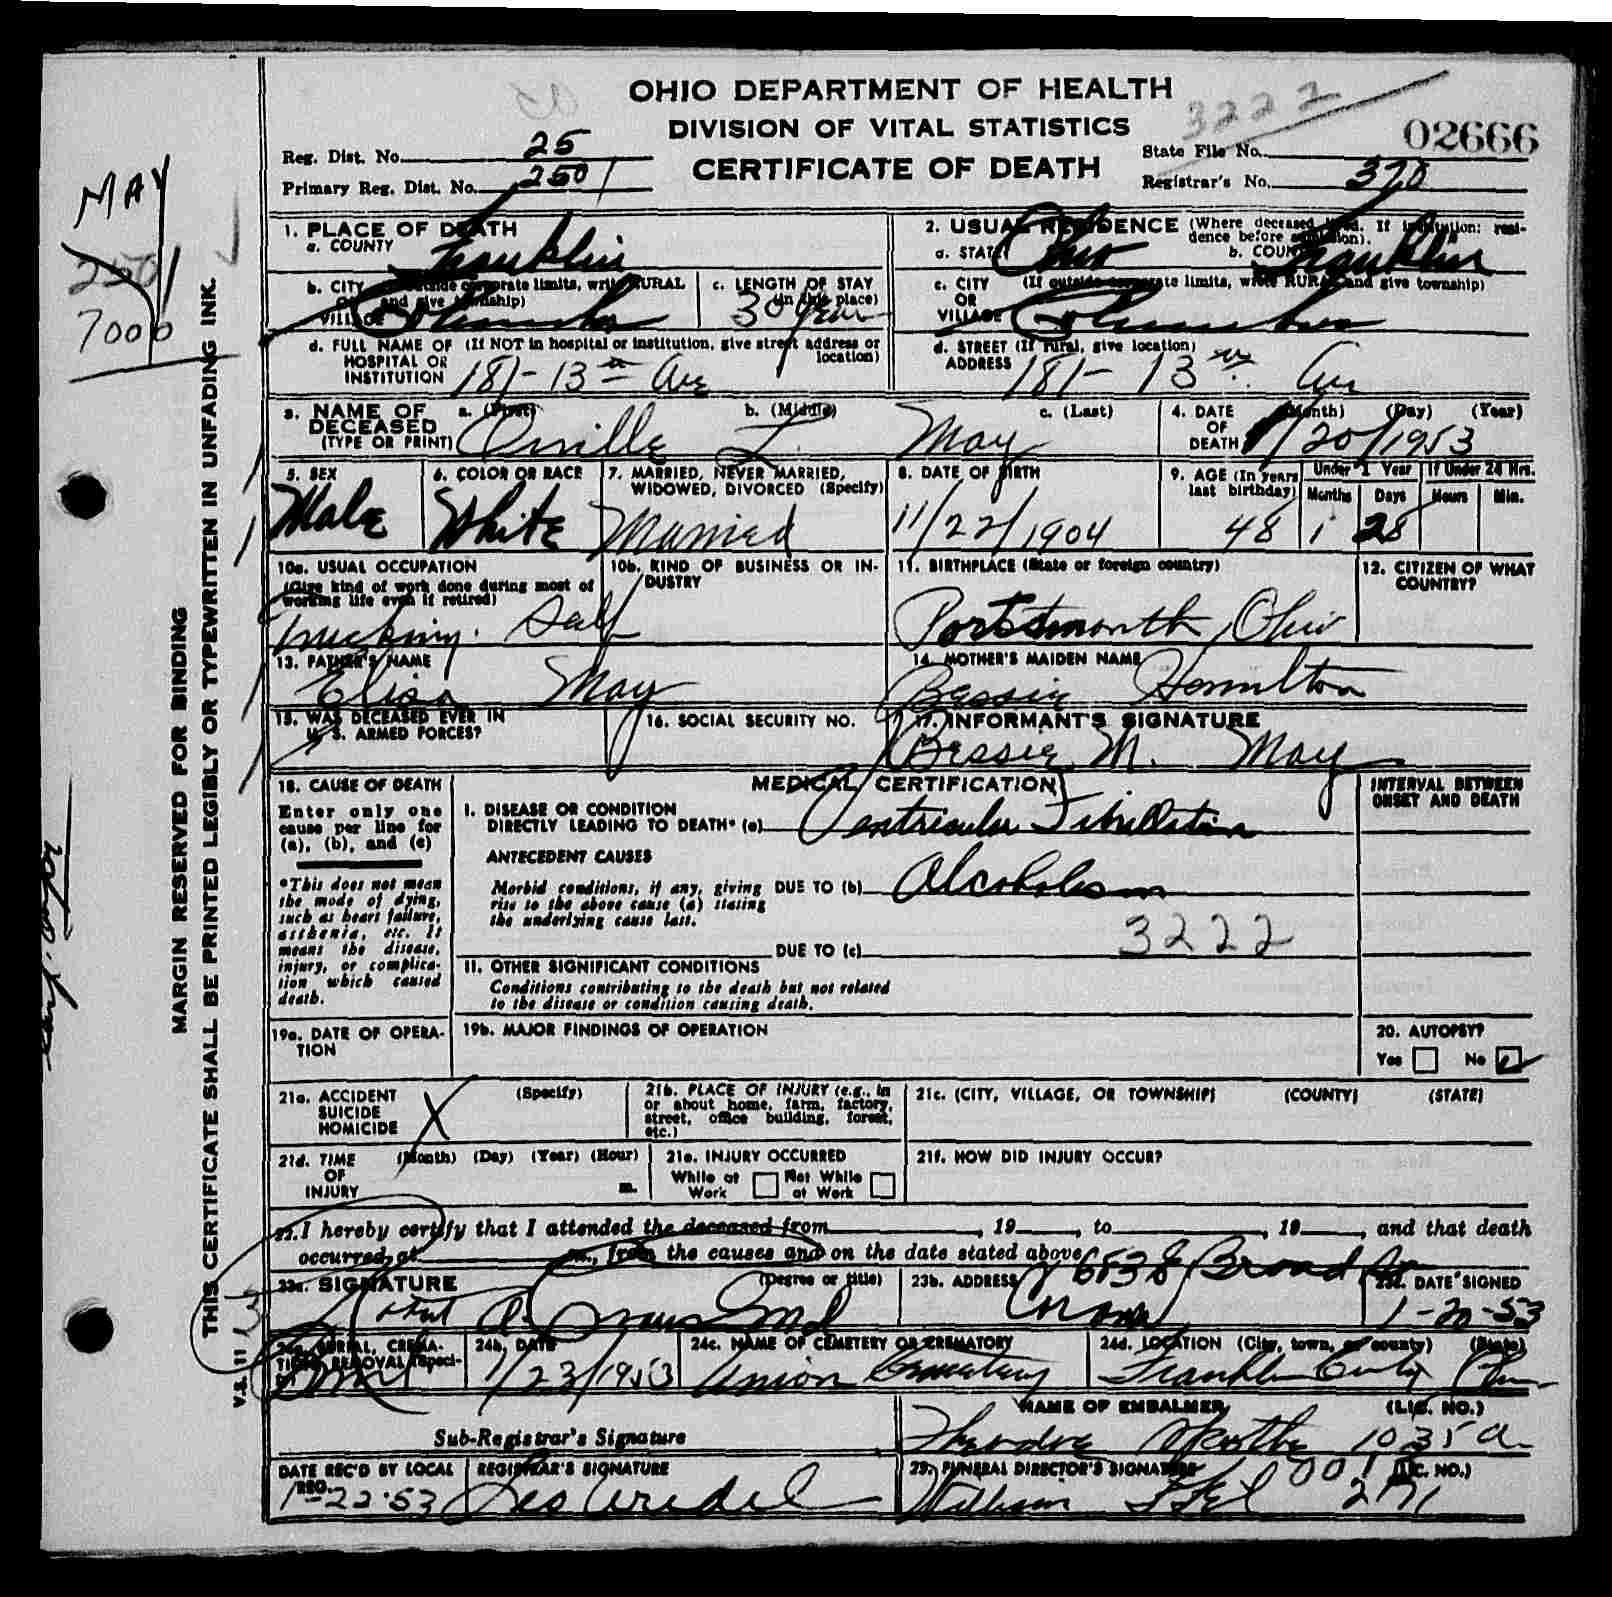 OHIO DEPARTMENT OF HEALTH
DIVISION OF VITAL STATISTICS
CERTIFICATE OF DEATH
3222
02666
Reg. Dist. No. 25
Primary Reg. Dist. No. 2501
State File No.
Registrar's No. 370
MAY
2501
7000
MARGIN RESERVED FOR BINDING
THIS CERTIFICATE SHALL BE PRINTED LEGIBLY OR TYPEWRITTEN IN UNFADING INK.
V.S. 11
1. PLACE OF DEATH
a. COUNTY Franklin
2. USUAL RESIDENCE (Where deceased lived. If institution: residence before admission).
a. STATE Ohio b. COUNTY Franklin
b. CITY (If outside corporate limits, write RURAL and give township) OR VILLAGE Columbus
c. LENGTH OF STAY (in this place) 30 year
c. CITY (If outside corporate limits, write RURAL and give township) OR VILLAGE Columbus
d. FULL NAME OF (If NOT in hospital or institution, give street address or location) HOSPITAL OR INSTITUTION 181-13th Ave
d. STREET (If rural, give location) ADDRESS 181-13th Av
3. NAME OF DECEASED (TYPE OR PRINT) a. (First) Orville b. (Middle) L c. (Last) May
4. DATE OF DEATH (Month) (Day) (Year) 1/20/1953
5. SEX Male
6. COLOR OR RACE White
7. MARRIED, NEVER MARRIED, WIDOWED, DIVORCED (Specify) Married
8. DATE OF BIRTH 11/22/1904
9. AGE (In years last birthday) 48
Under 1 Year Months 1 Days 28
If Under 24 Hrs. Hours Min.
10a. USUAL OCCUPATION (Give kind of work done during most of working life even if retired) Trucking. Self
10b. KIND OF BUSINESS OR INDUSTRY
11. BIRTHPLACE (State or foreign country) Portsmouth, Ohio
12. CITIZEN OF WHAT COUNTRY?
13. FATHER'S NAME Elisa May
14. MOTHER'S MAIDEN NAME Bessie Hamilton
15. WAS DECEASED EVER IN U. S. ARMED FORCES?
16. SOCIAL SECURITY NO.
17. INFORMANT'S SIGNATURE Bessie M. May
18. CAUSE OF DEATH
Enter only one cause per line for (a), (b), and (c)
*This does not mean the mode of dying, such as heart failure, asthenia, etc. It means the disease, injury, or complication which caused death.
MEDICAL CERTIFICATION
INTERVAL BETWEEN ONSET AND DEATH
I. DISEASE OR CONDITION DIRECTLY LEADING TO DEATH* (a) Ventricular Fibrillation
ANTECEDENT CAUSES
Morbid conditions, if any, giving rise to the above cause (a) stating the underlying cause last.
DUE TO (b) Alcoholism
3222
DUE TO (c)
II. OTHER SIGNIFICANT CONDITIONS
Conditions contributing to the death but not related to the disease or condition causing death.
19a. DATE OF OPERATION
19b. MAJOR FINDINGS OF OPERATION
20. AUTOPSY?
Yes No
21a. ACCIDENT SUICIDE HOMICIDE (Specify) X
21b. PLACE OF INJURY (e.g., in or about home, farm, factory, street, office building, forest, etc.)
21c. (CITY, VILLAGE, OR TOWNSHIP) (COUNTY) (STATE)
21d. TIME OF INJURY (Month) (Day) (Year) (Hour) m.
21e. INJURY OCCURRED While at Work Not While at Work
21f. HOW DID INJURY OCCUR?
22. I hereby certify that I attended the deceased from , 19 , to , 19 , and that death
occurred at m., from the causes and on the date stated above.
23a. SIGNATURE (Degree or title) Robert A. Evans MD
23b. ADDRESS 683 E Broad Coroner
23c. DATE SIGNED 1-20-53
24a. BURIAL, CREMATION, REMOVAL (Specify) Burial
24b. DATE 1/23/1953
24c. NAME OF CEMETERY OR CREMATORY Union Cemetery
24d. LOCATION (City, town, or county) (State) Franklin County Ohio
Sub-Registrar's Signature
NAME OF EMBALMER (LIC. NO.)
Theodore 1035 a
DATE REC'D BY LOCAL REG. 1-22-53
REGISTRAR'S SIGNATURE
25. FUNERAL DIRECTOR'S SIGNATURE (LIC. NO.)
William 2171